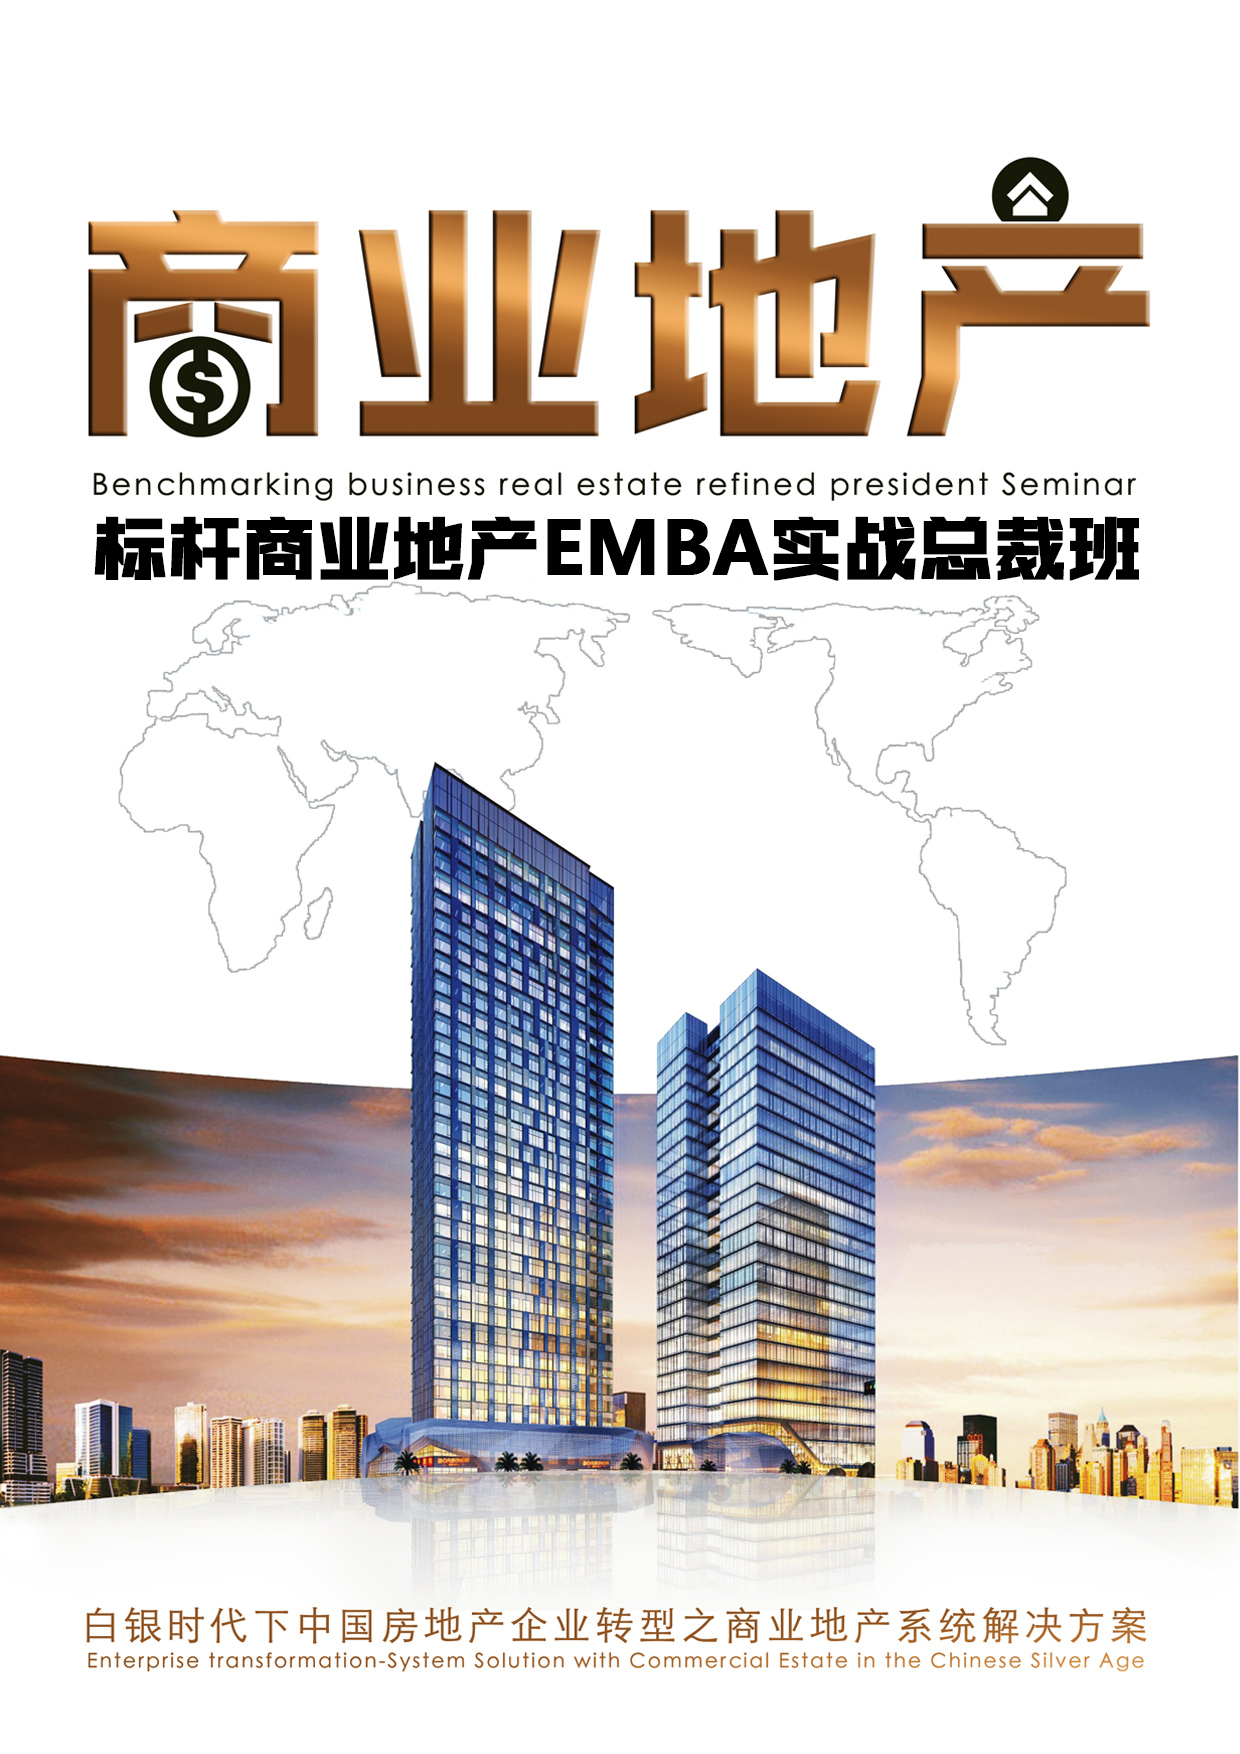 商业地产
Benchmarking business real estate refined president Seminar
标杆商业地产EMBA实战总裁班
白银时代下中国房地产企业转型之商业地产系统解决方案
Enterprise transformation-System Solution with Commercial Estate in the Chinese Silver Age